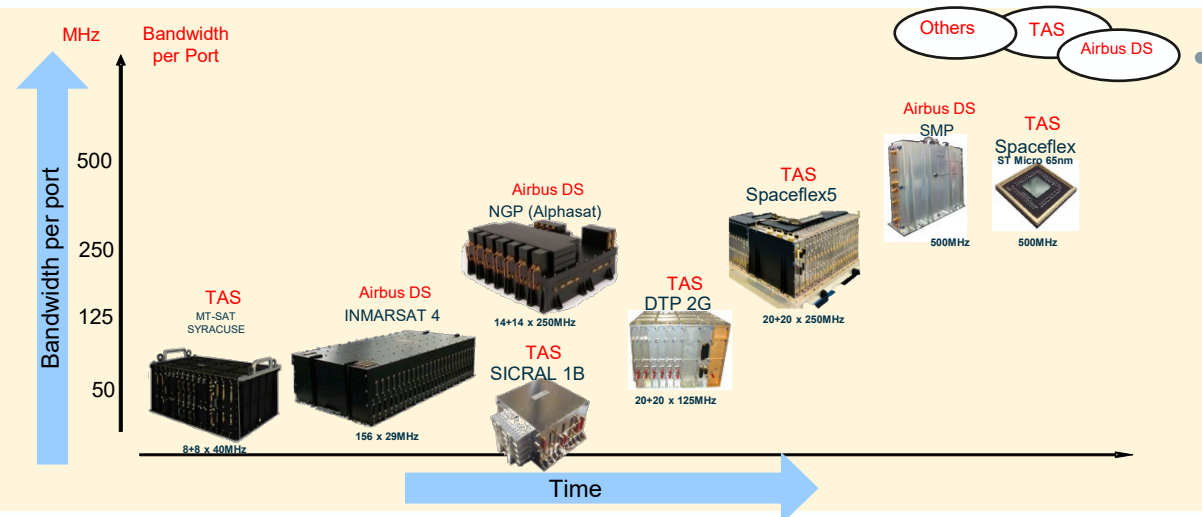 MHz
Bandwidth
per Port
Others
TAS
Airbus DS
Bandwidth per port
500
250
125
50
TAS
MT-SAT
SYRACUSE
8+8 x 40MHz
Airbus DS
INMARSAT 4
156 x 29MHz
Airbus DS
NGP (Alphasat)
14+14 x 250MHz
TAS
SICRAL 1B
TAS
DTP 2G
20+20 x 125MHz
TAS
Spaceflex5
20+20 x 250MHz
Airbus DS
SMP
500MHz
TAS
Spaceflex
ST Micro 65nm
500MHz
Time